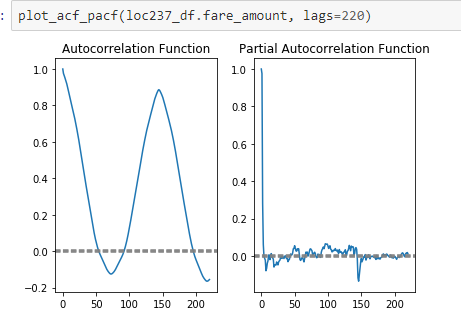 : plot_acf_pacf(loc237_df.fare_amount, lags=220)
Autocorrelation Function
1.0
0.8
0.6
0.4
0.2
0.0
−0.2
0 50 100 150 200
Partial Autocorrelation Function
1.0
0.8
0.6
0.4
0.2
0.0
0 50 100 150 200